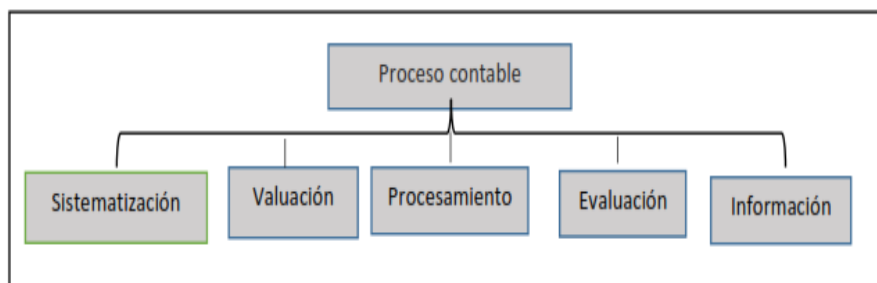 Proceso contable
Sistematización
Valuación
Procesamiento
Evaluación
Información